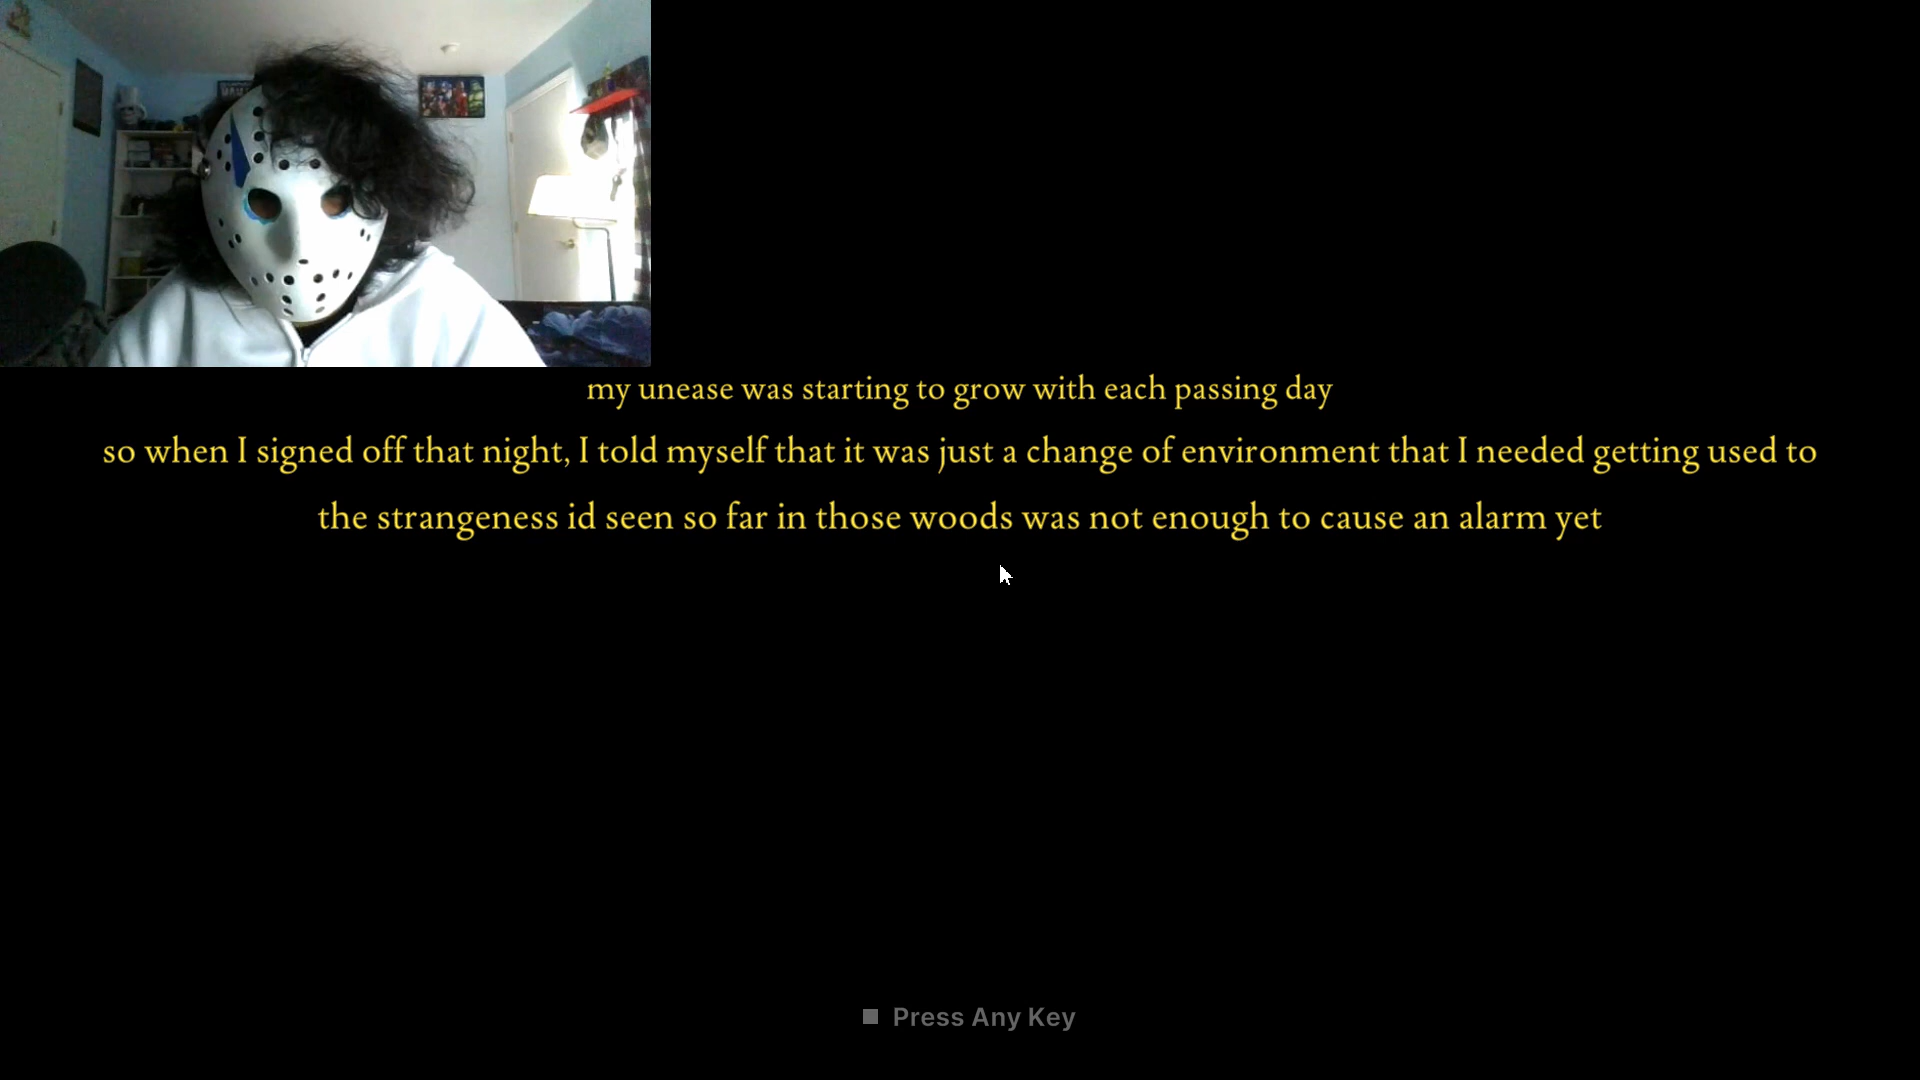 my unease was starting to grow with each passing day
so when I signed off that night, I told myself that it was just a change of environment that I needed getting used to
the strangeness id seen so far in those woods was not enough to cause an alarm yet
Press Any Key